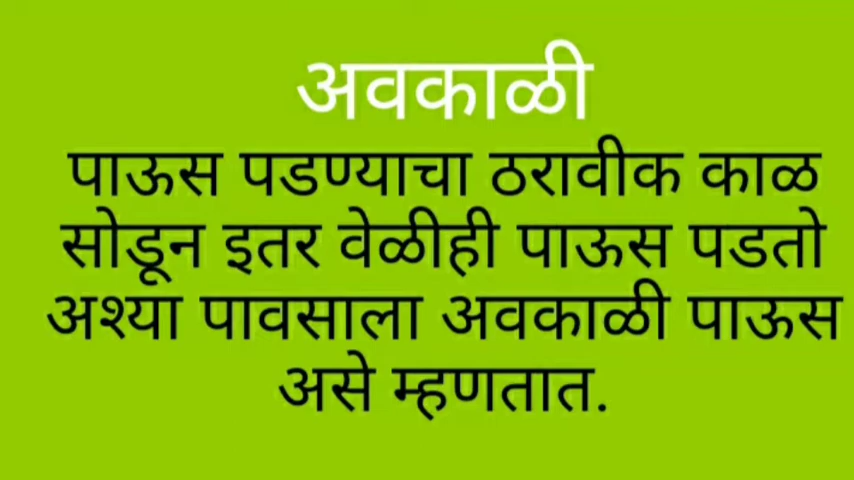 अवकाळी
पाऊस पडण्याचा ठरावीक काळ
सोडून इतर वेळीही पाऊस पडतो
अश्या पावसाला अवकाळी पाऊस
असे म्हणतात.